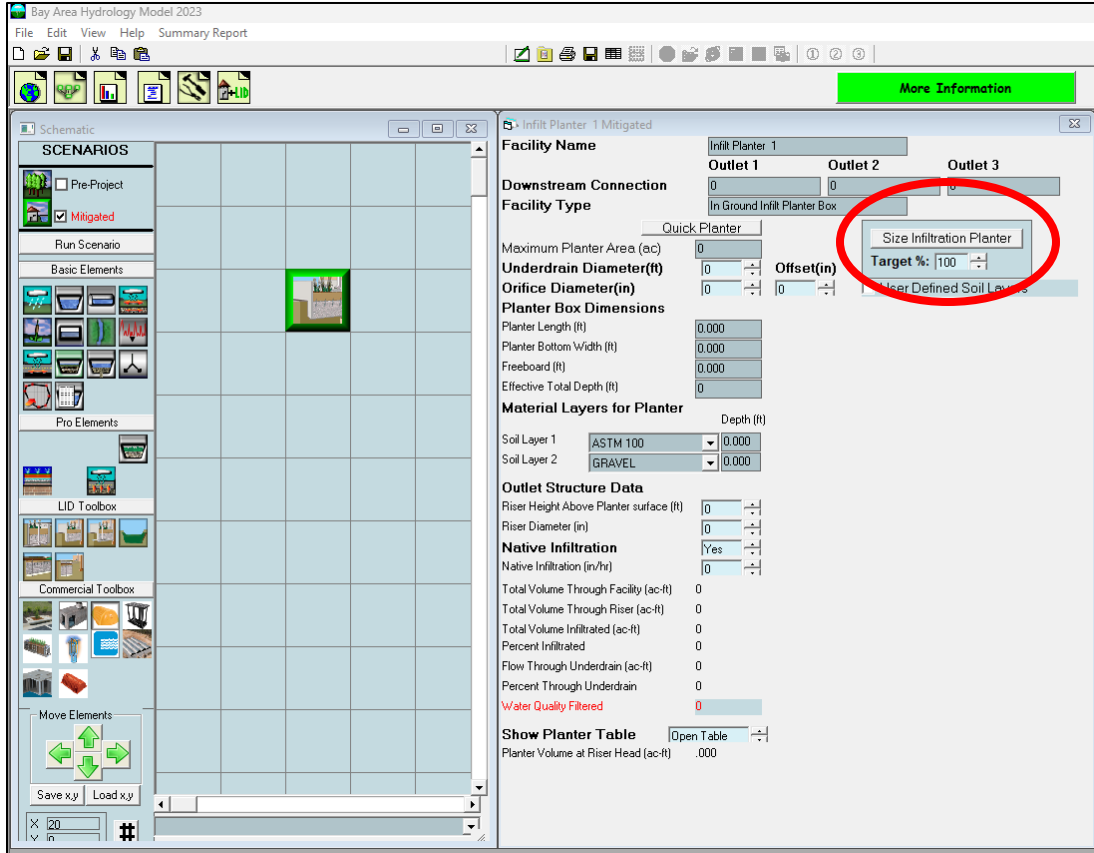 Bay Area Hydrology Model 2023
File Edit View Help Summary Report
More Information
Schematic
SCENARIOS
Pre-Project
Mitigated
Run Scenario
Basic Elements
Pro Elements
LID Toolbox
Commercial Toolbox
Move Elements
Save x,y Load x,y
X 20
Y 0
#
Infilt Planter 1 Mitigated
Facility Name Infilt Planter 1
Outlet 1 Outlet 2 Outlet 3
Downstream Connection 0 0 0
Facility Type In Ground Infilt Planter Box
Quick Planter
Size Infiltration Planter
Target %: 100
Maximum Planter Area (ac) 0
Underdrain Diameter(ft) 0 Offset(in)
Orifice Diameter(in) 0 0
User Defined Soil Layers
Planter Box Dimensions
Planter Length (ft) 0.000
Planter Bottom Width (ft) 0.000
Freeboard (ft) 0.000
Effective Total Depth (ft) 0
Material Layers for Planter
Depth (ft)
Soil Layer 1 ASTM 100 0.000
Soil Layer 2 GRAVEL 0.000
Outlet Structure Data
Riser Height Above Planter surface (ft) 0
Riser Diameter (in) 0
Native Infiltration Yes
Native Infiltration (in/hr) 0
Total Volume Through Facility (ac-ft) 0
Total Volume Through Riser (ac-ft) 0
Total Volume Infiltrated (ac-ft) 0
Percent Infiltrated 0
Flow Through Underdrain (ac-ft) 0
Percent Through Underdrain 0
Water Quality Filtered 0
Show Planter Table Open Table
Planter Volume at Riser Head (ac-ft) .000